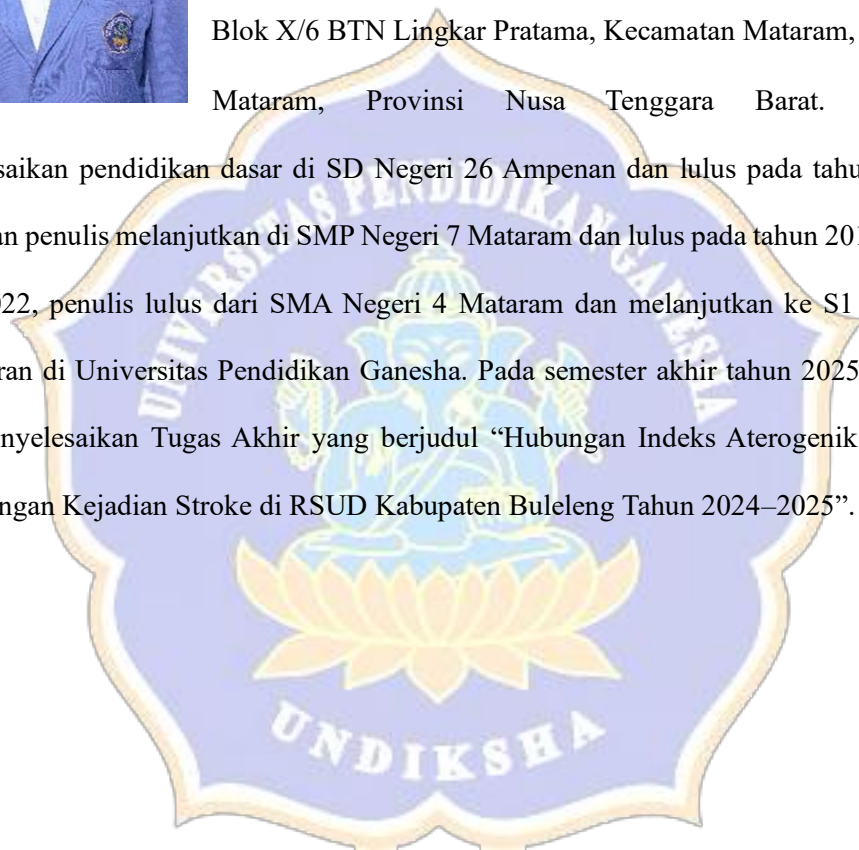 Blok X/6 BTN Lingkar Pratama, Kecamatan Mataram,
Mataram, Provinsi Nusa Tenggara Barat.
saikan pendidikan dasar di SD Negeri 26 Ampenan dan lulus pada tahu
an penulis melanjutkan di SMP Negeri 7 Mataram dan lulus pada tahun 201
022, penulis lulus dari SMA Negeri 4 Mataram dan melanjutkan ke S1
ran di Universitas Pendidikan Ganesha. Pada semester akhir tahun 2025
nyelesaikan Tugas Akhir yang berjudul “Hubungan Indeks Aterogenik
ngan Kejadian Stroke di RSUD Kabupaten Buleleng Tahun 2024–2025”.
UNIVERSITAS PENDIDIKAN GANESHA
UNDIKSHA